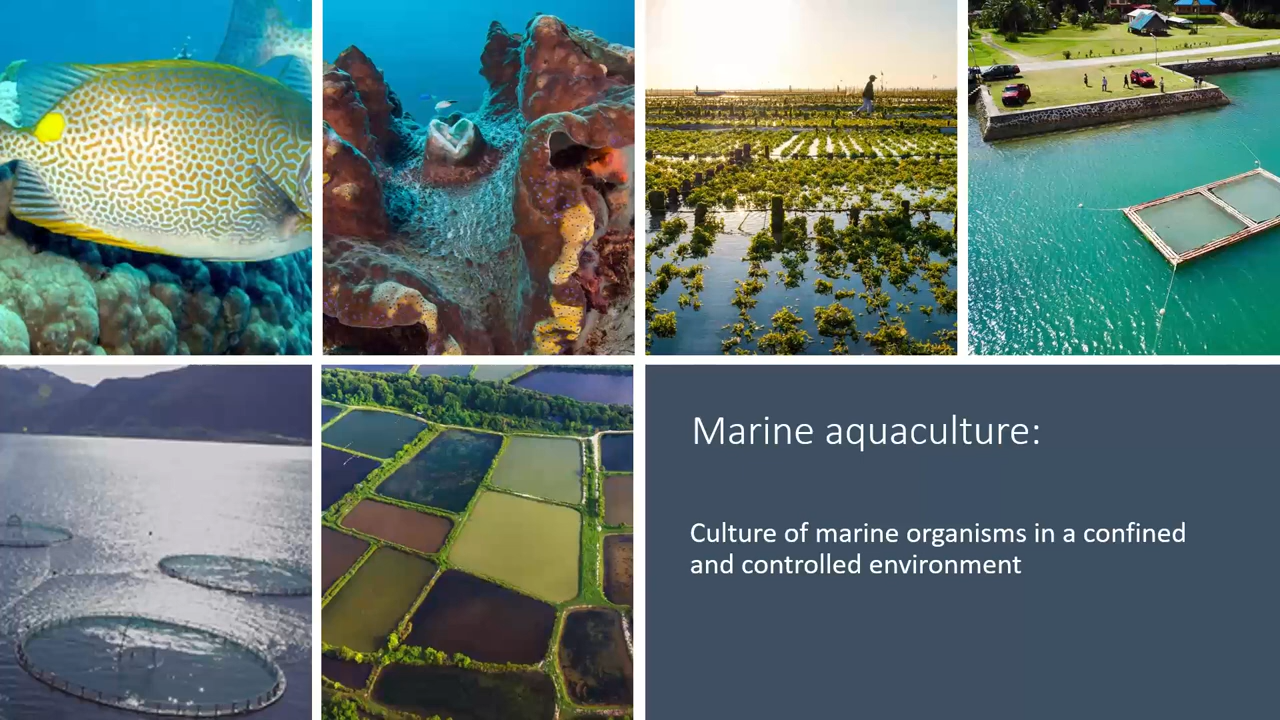 Marine aquaculture:
Culture of marine organisms in a confined
and controlled environment